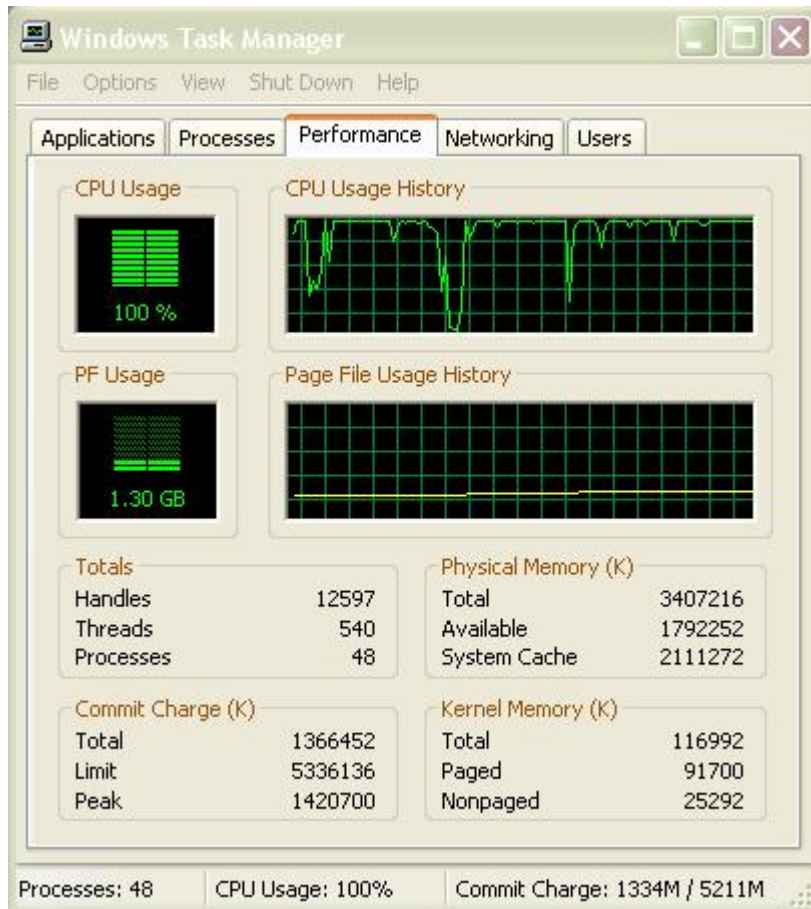 Windows Task Manager
File Options View Shut Down Help
Applications Processes Performance Networking Users
CPU Usage CPU Usage History
100 %
PF Usage Page File Usage History
1.30 GB
Totals Physical Memory (K)
Handles 12597 Total 3407216
Threads 540 Available 1792252
Processes 48 System Cache 2111272
Commit Charge (K) Kernel Memory (K)
Total 1366452 Total 116992
Limit 5336136 Paged 91700
Peak 1420700 Nonpaged 25292
Processes: 48 CPU Usage: 100% Commit Charge: 1334M / 5211M